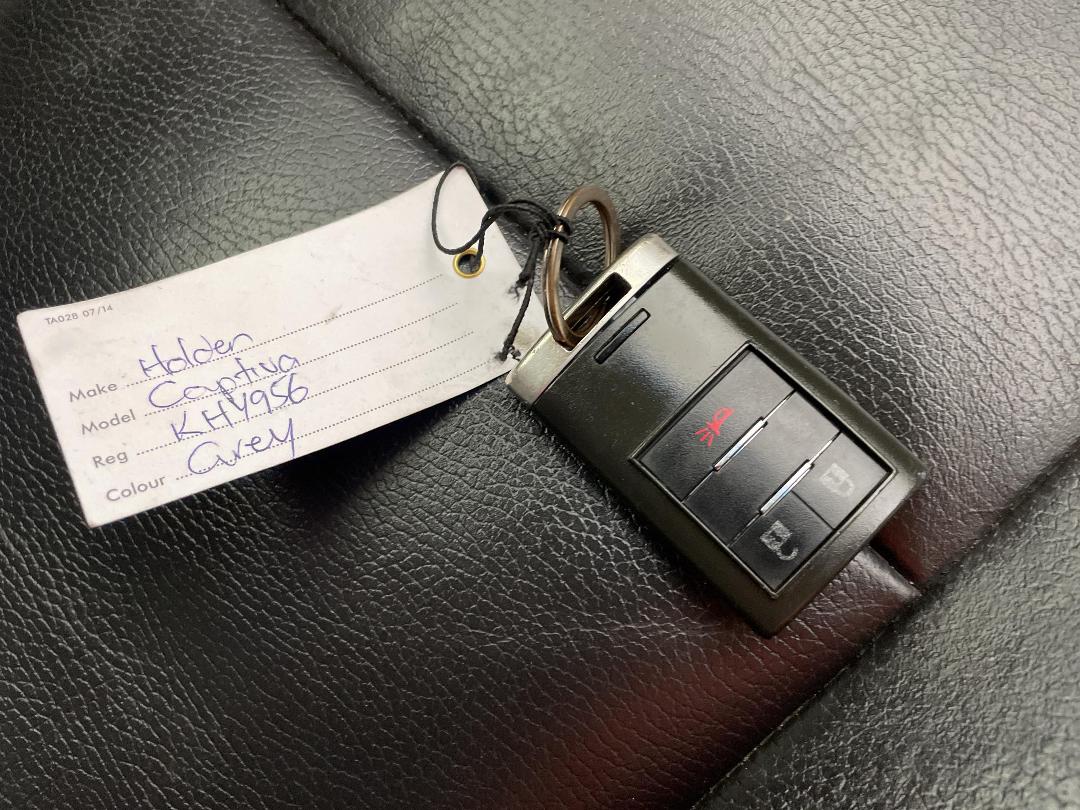 TA028 07/14
Make Holden
Model Captiva
Reg KHY956
Colour Grey